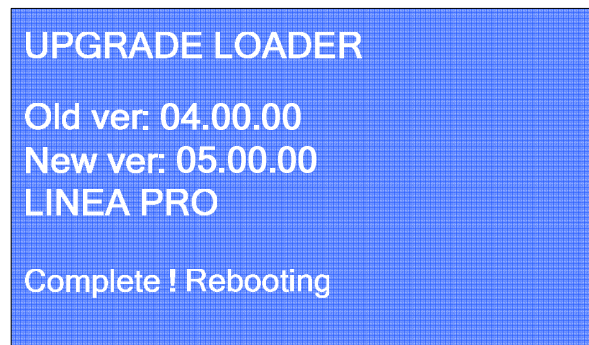 UPGRADE LOADER
Old ver: 04.00.00
New ver: 05.00.00
LINEA PRO
Complete ! Rebooting